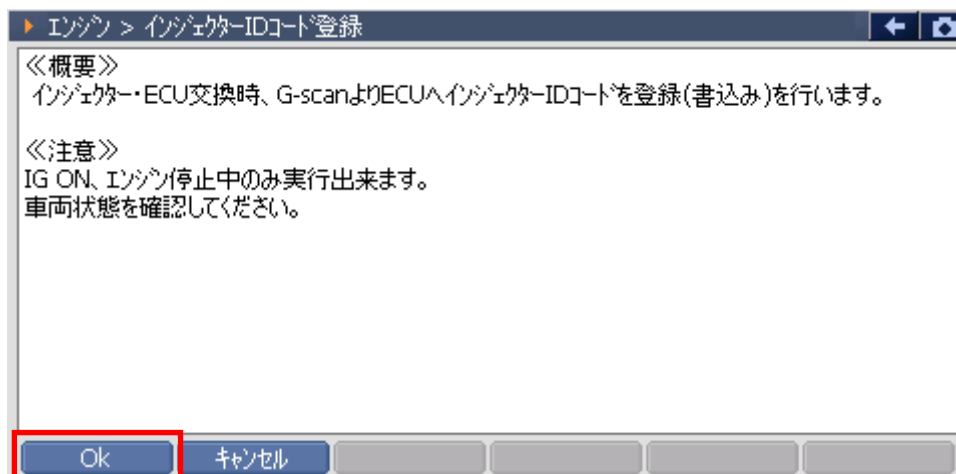 エンジン > インジェクターIDコード登録
≪概要≫
インジェクター・ECU交換時、G-scanよりECUへインジェクターIDコードを登録(書込み)を行います。
≪注意≫
IG ON、エンジン停止中のみ実行出来ます。
車両状態を確認してください。
Ok キャンセル